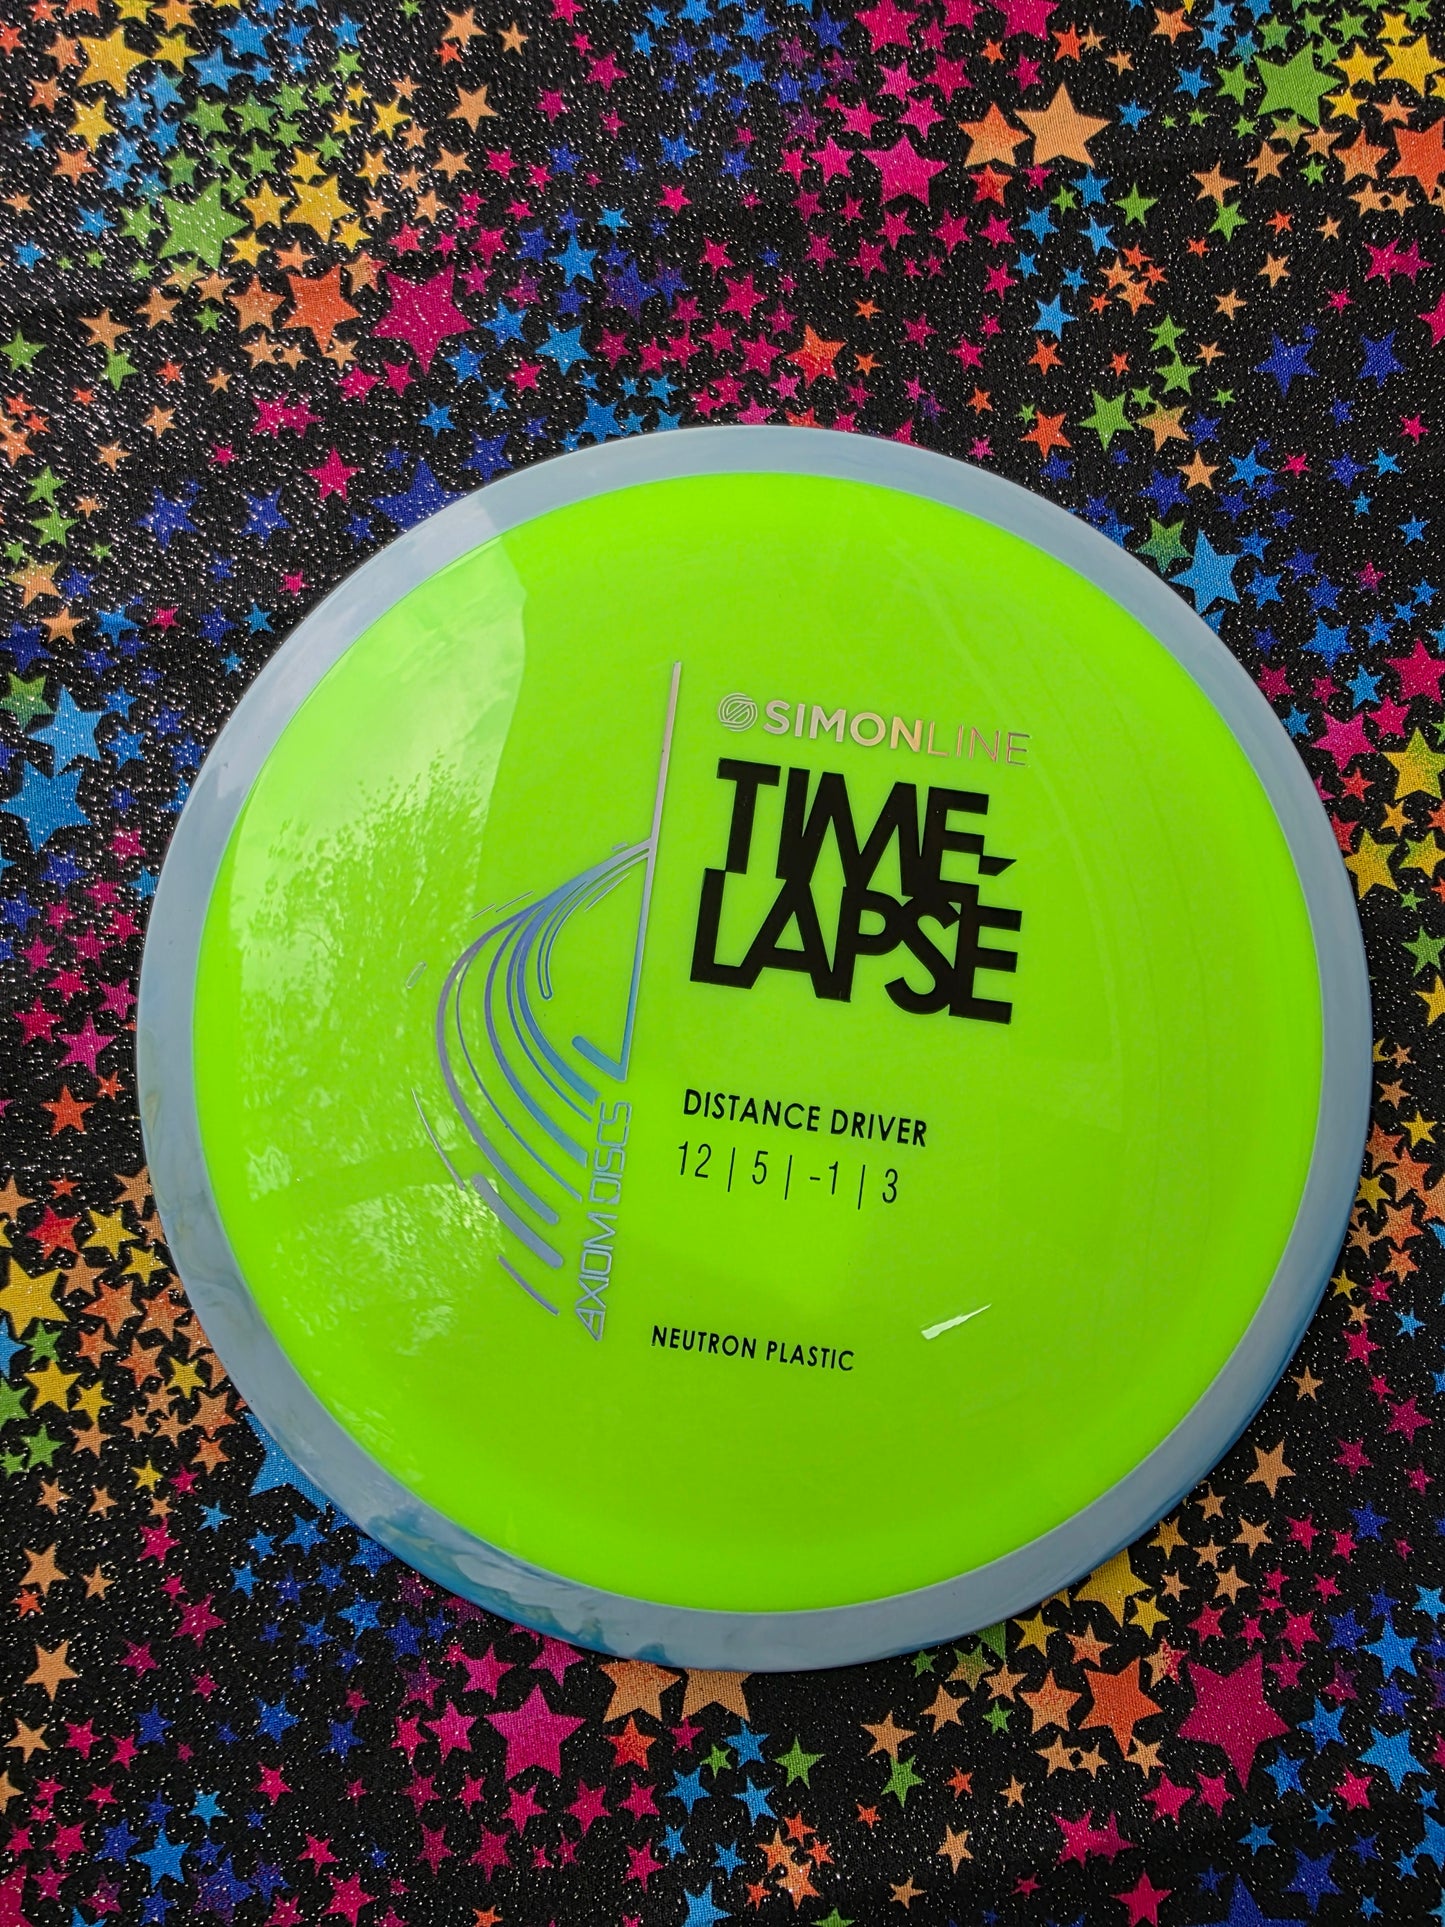 SIMONLINE
TIME-
LAPSE
DISTANCE DRIVER
12 | 5 | -1 | 3
AXIOM DISCS
NEUTRON PLASTIC